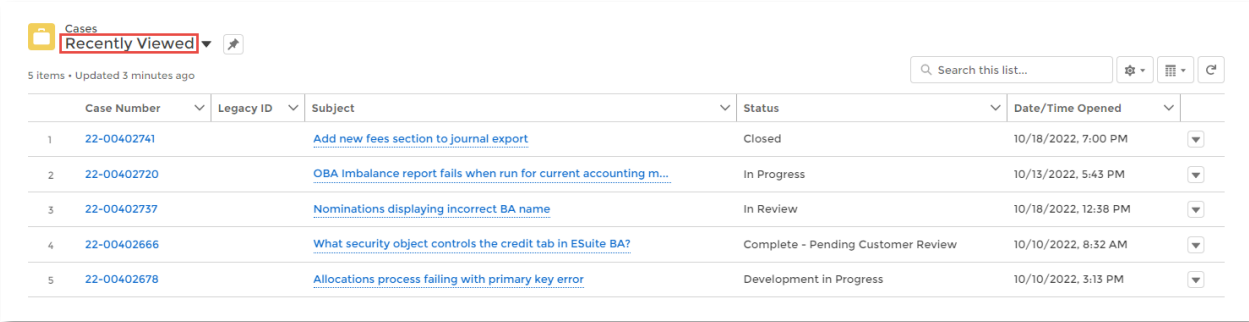 Cases
Recently Viewed
5 items • Updated 3 minutes ago
Search this list...
Case Number Legacy ID Subject Status Date/Time Opened
1 22-00402741 Add new fees section to journal export Closed 10/18/2022, 7:00 PM
2 22-00402720 OBA Imbalance report fails when run for current accounting m... In Progress 10/13/2022, 5:43 PM
3 22-00402737 Nominations displaying incorrect BA name In Review 10/18/2022, 12:38 PM
4 22-00402666 What security object controls the credit tab in ESuite BA? Complete - Pending Customer Review 10/10/2022, 8:32 AM
5 22-00402678 Allocations process failing with primary key error Development in Progress 10/10/2022, 3:13 PM